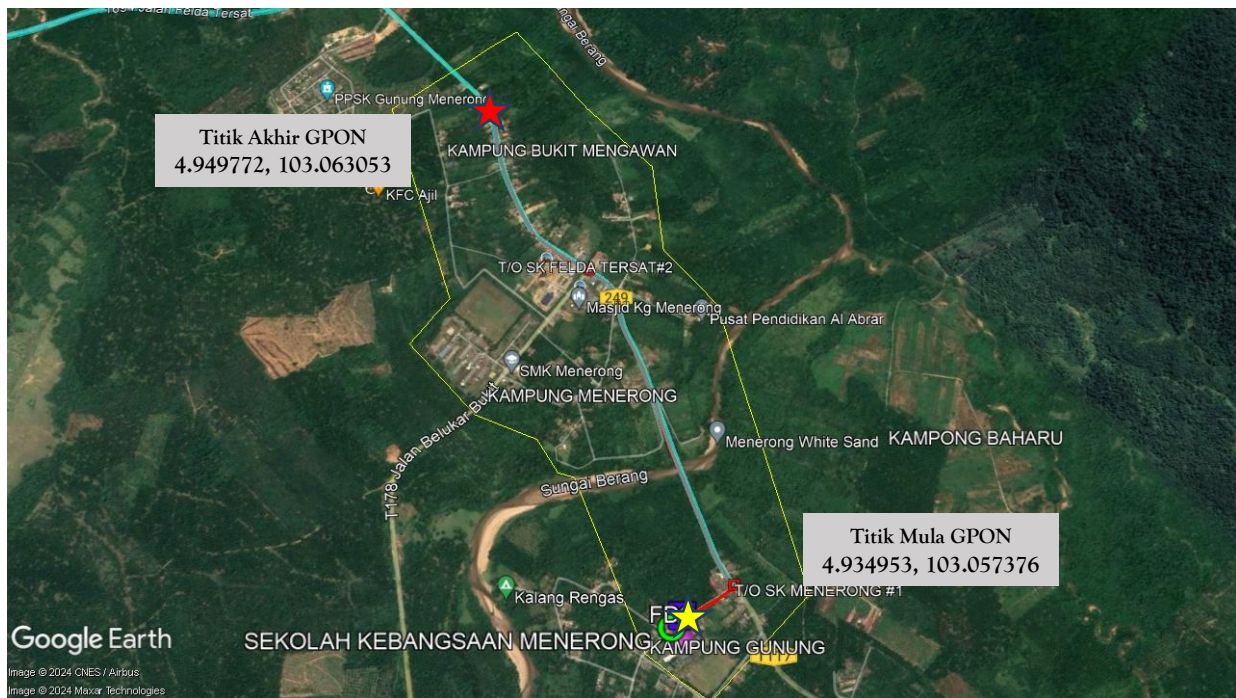 1694 Jalan Felda Tersat
Sungai Berang
PPSK Gunung Menerong
Titik Akhir GPON
4.949772, 103.063053
KAMPUNG BUKIT MENGAWAN
KFC Ajil
T/O SK FELDA TERSAT#2
249
Masjid Kg Menerong
Pusat Pendidikan Al Abrar
SMK Menerong
KAMPUNG MENERONG
T178 Jalan Belukar Bukit
Menerong White Sand
KAMPONG BAHARU
Sungai Berang
Titik Mula GPON
4.934953, 103.057376
T/O SK MENERONG #1
Kalang Rengas
FD
SEKOLAH KEBANGSAAN MENERONG
KAMPUNG GUNUNG
Google Earth
Image © 2024 CNES / Airbus
Image © 2024 Maxar Technologies